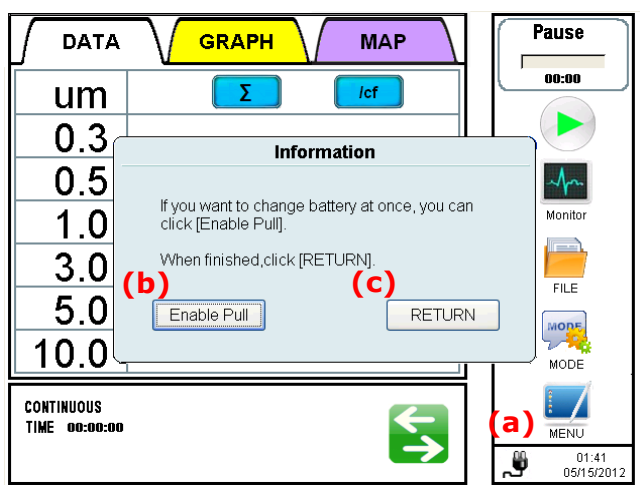 DATA
GRAPH
MAP
um
Σ
/cf
0.3
0.5
1.0
3.0
5.0
10.0
Information
If you want to change battery at once, you can
click [Enable Pull].
When finished,click [RETURN].
(b)
(c)
Enable Pull
RETURN
CONTINUOUS
TIME 00:00:00
Pause
00:00
Monitor
FILE
MODE
MODE
(a)
MENU
01:41
05/15/2012